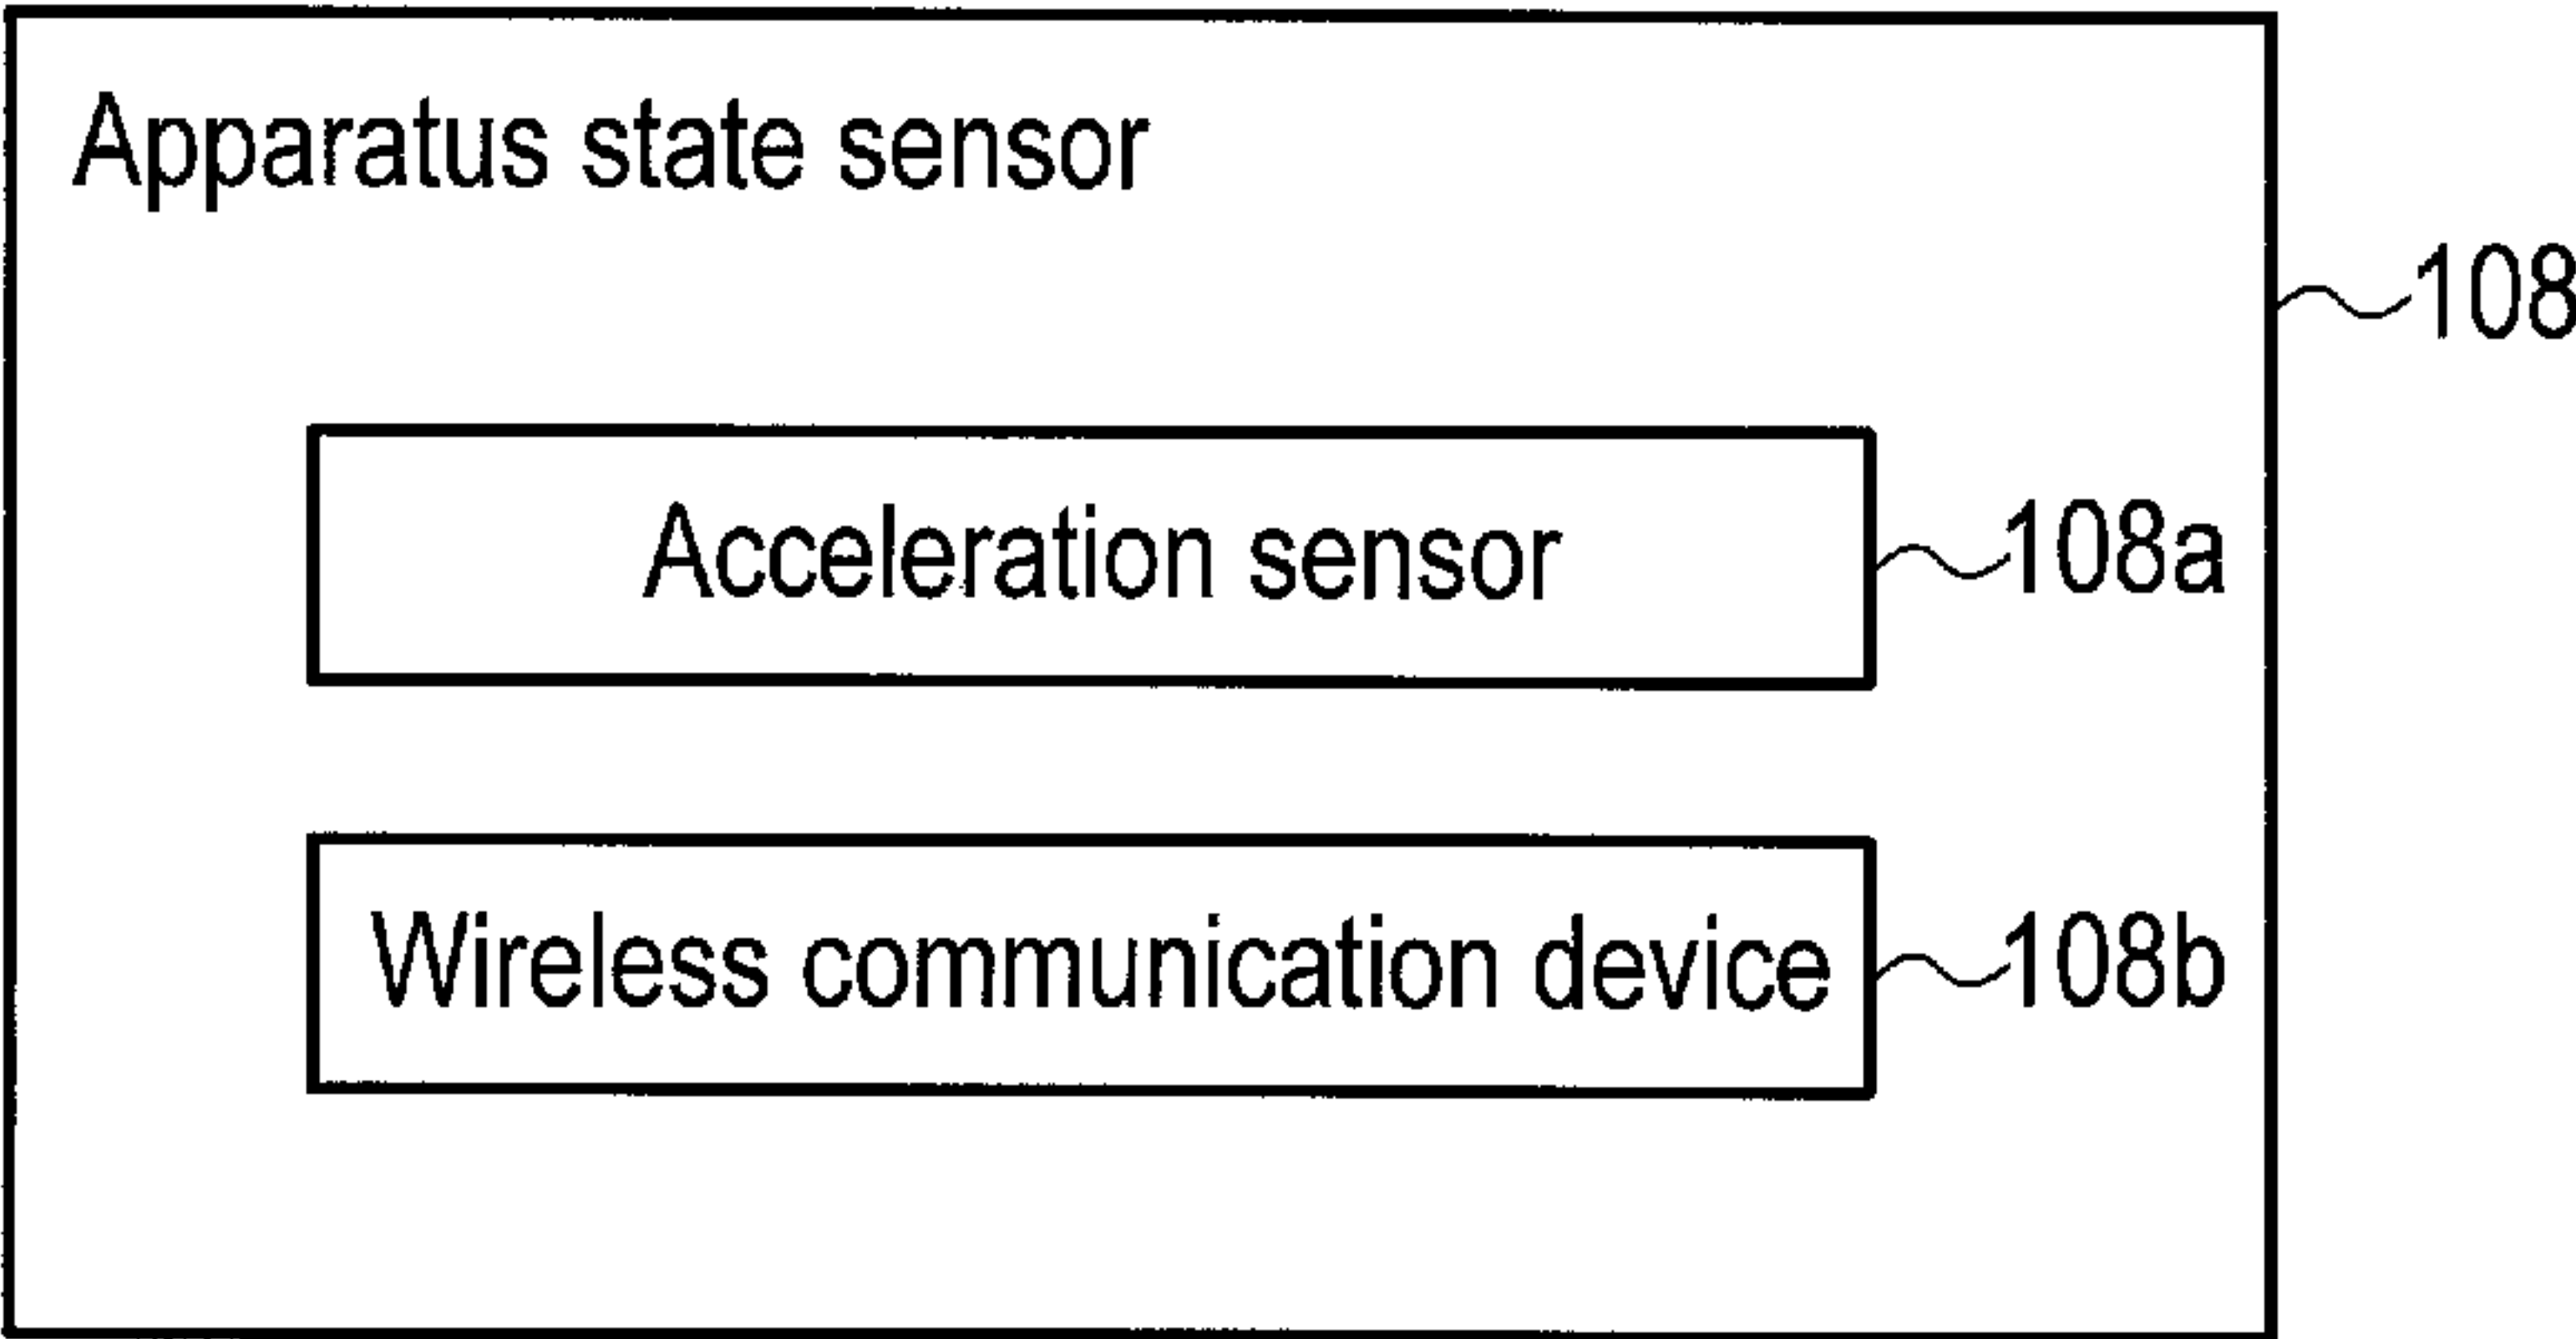 Apparatus state sensor
108
Acceleration sensor
108a
Wireless communication device
108b